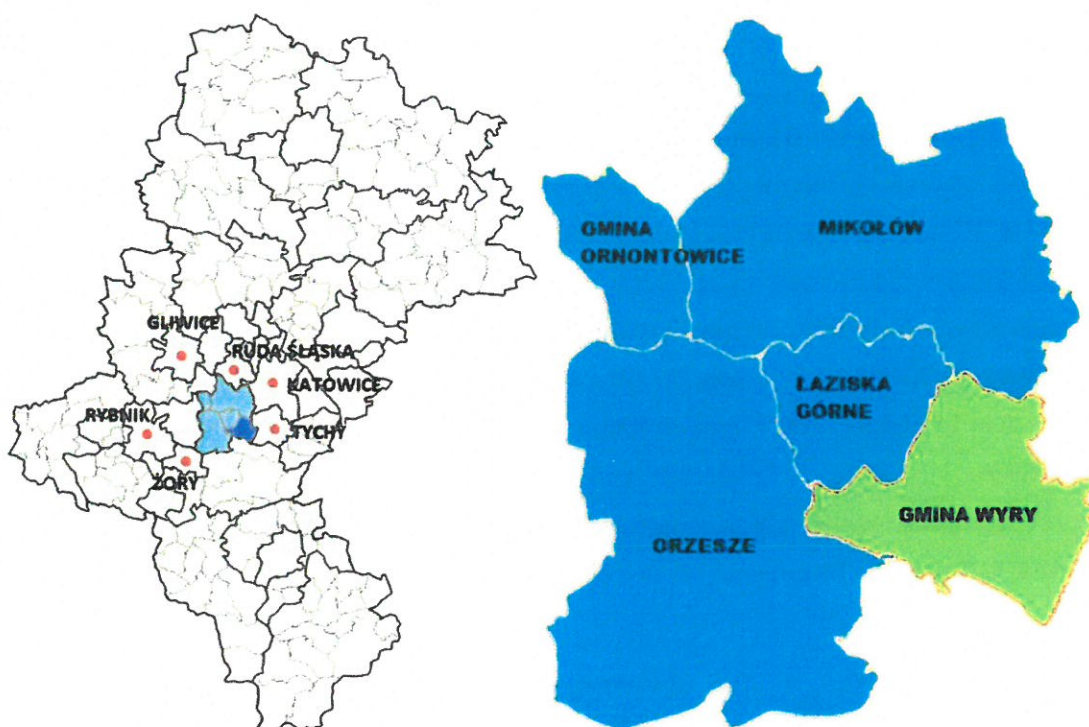 GLIWICE
RUDA ŚLĄSKA
KATOWICE
RYBNIK
TYCHY
ŻORY
GMINA
ORNONTOWICE
MIKOŁÓW
ŁAZISKA
GÓRNE
GMINA WYRY
ORZESZE